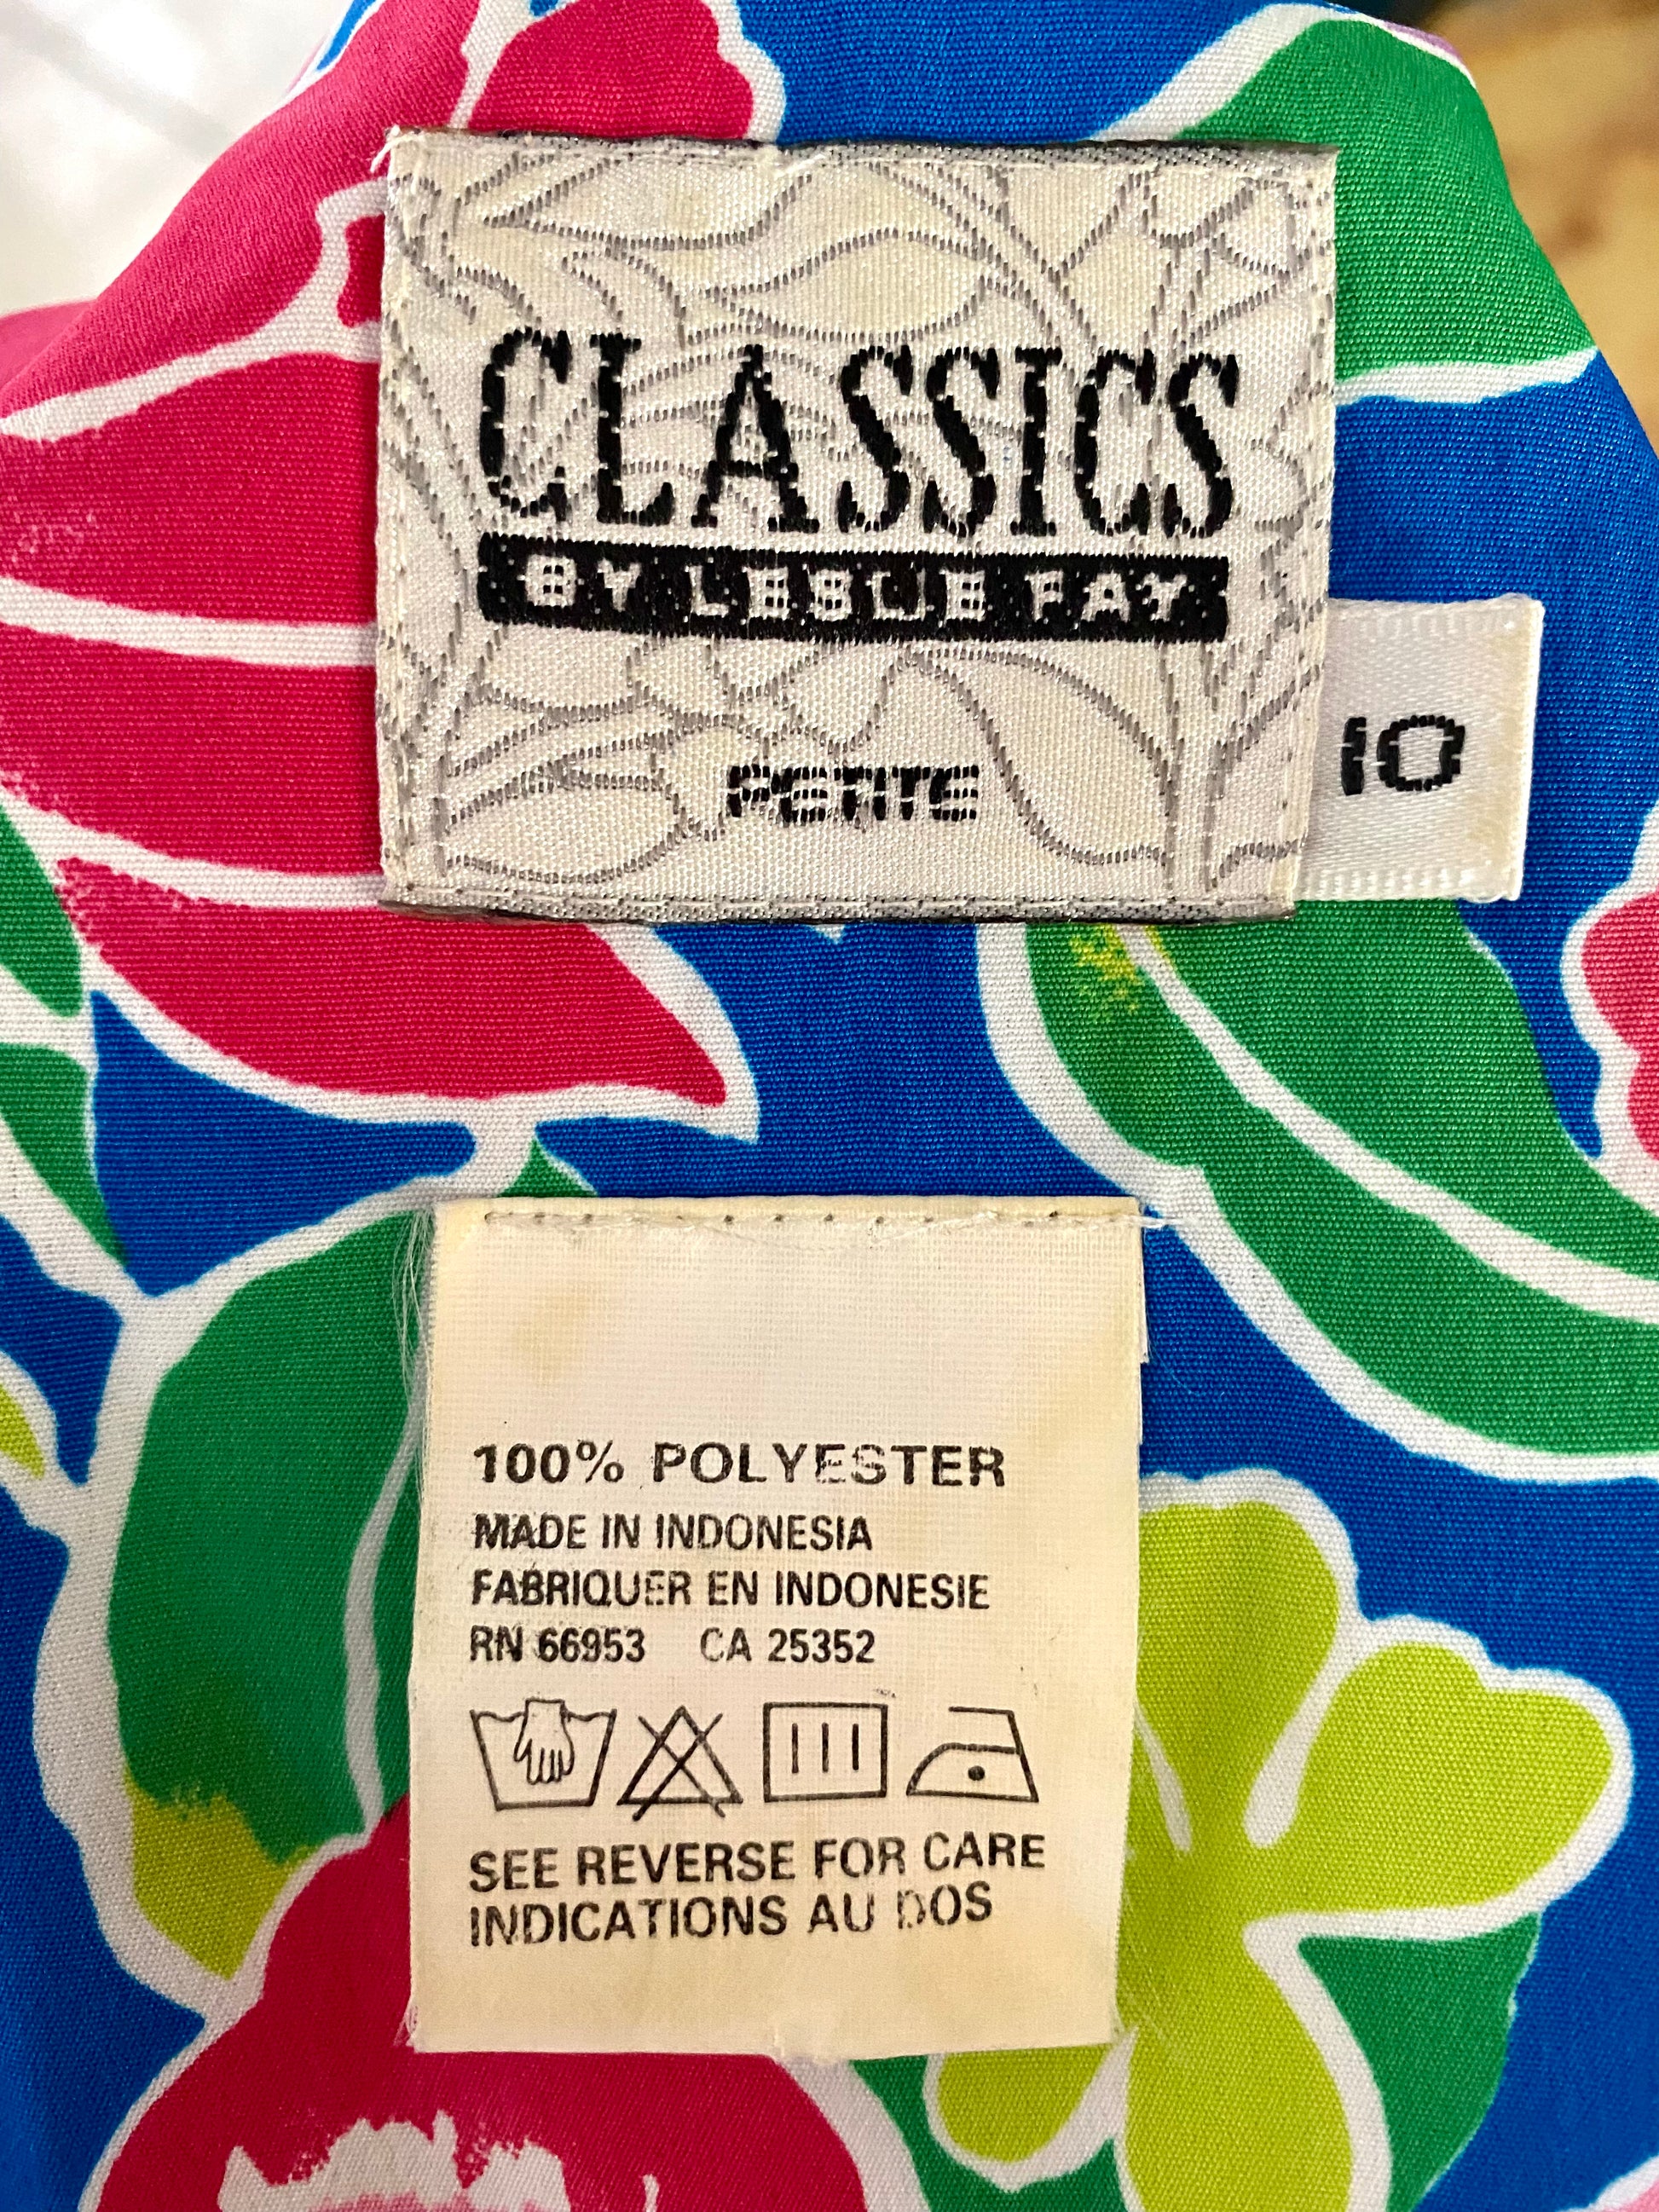 CLASSICS
BY LESLIE FAY
PETITE
10
100% POLYESTER
MADE IN INDONESIA
FABRIQUER EN INDONESIE
RN 66953 CA 25352
SEE REVERSE FOR CARE
INDICATIONS AU DOS